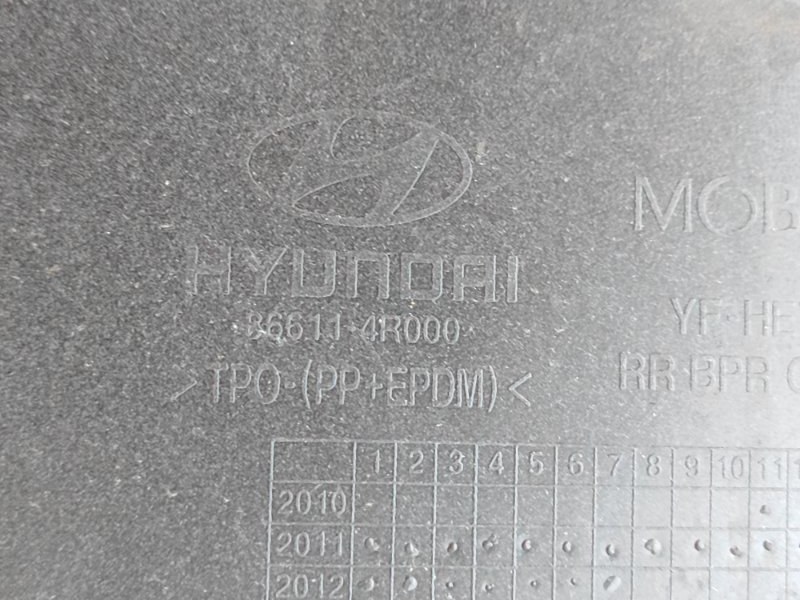 HYUNDAI
MOB
86611-4R000
YF-HE
>TPO-(PP+EPDM)<
RR BPR C
1 2 3 4 5 6 7 8 9 10 11 1
2010
2011
2012